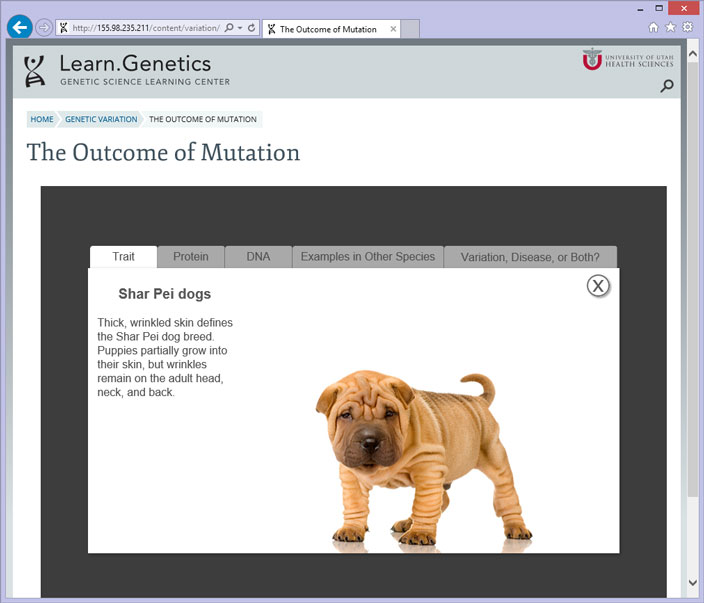 http://155.98.235.211/content/variation/
The Outcome of Mutation
Learn.Genetics
GENETIC SCIENCE LEARNING CENTER
UNIVERSITY OF UTAH
HEALTH SCIENCES
HOME
GENETIC VARIATION
THE OUTCOME OF MUTATION
The Outcome of Mutation
Trait
Protein
DNA
Examples in Other Species
Variation, Disease, or Both?
X
Shar Pei dogs
Thick, wrinkled skin defines
the Shar Pei dog breed.
Puppies partially grow into
their skin, but wrinkles
remain on the adult head,
neck, and back.